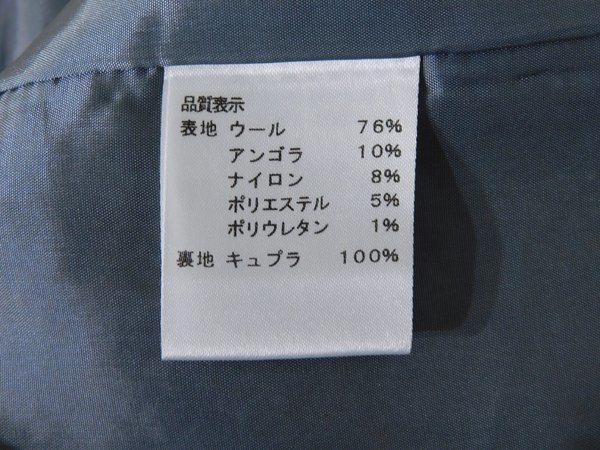 品質表示
表地 ウール 76%
アンゴラ 10%
ナイロン 8%
ポリエステル 5%
ポリウレタン 1%
裏地 キュプラ 100%